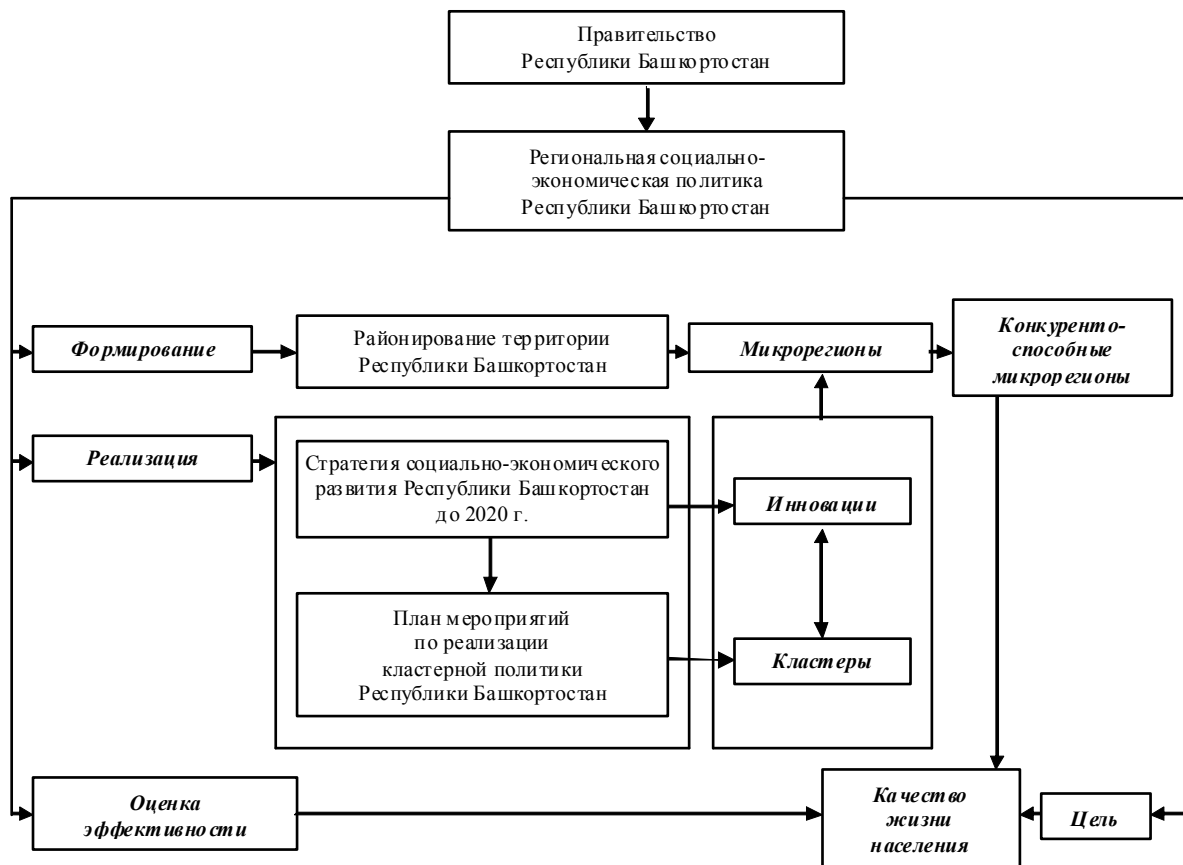 Правительство
Республики Башкортостан
Региональная социально-
экономическая политика
Республики Башкортостан
Формирование
Районирование территории
Республики Башкортостан
Микрорегионы
Конкуренто-
способные
микрорегионы
Реализация
Стратегия социально-экономического
развития Республики Башкортостан
до 2020 г.
Инновации
План мероприятий
по реализации
кластерной политики
Республики Башкортостан
Кластеры
Оценка
эффективности
Качество
жизни
населения
Цель